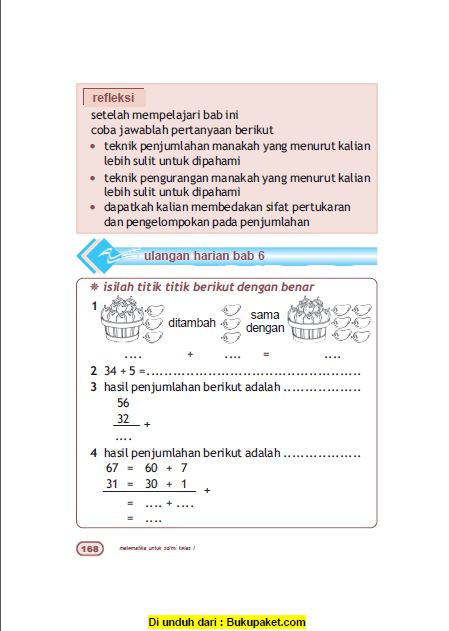 refleksi
setelah mempelajari bab ini
coba jawablah pertanyaan berikut
• teknik penjumlahan manakah yang menurut kalian
lebih sulit untuk dipahami
• teknik pengurangan manakah yang menurut kalian
lebih sulit untuk dipahami
• dapatkah kalian membedakan sifat pertukaran
dan pengelompokan pada penjumlahan
ulangan harian bab 6
isilah titik titik berikut dengan benar
1 ditambah sama dengan
.... + .... = ....
2 34 + 5 =................................................
3 hasil penjumlahan berikut adalah ..................
56
32 +
....
4 hasil penjumlahan berikut adalah ..................
67 = 60 + 7
31 = 30 + 1 +
= .... + ....
= ....
168 matematika untuk sd/mi kelas I
Di unduh dari : Bukupaket.com